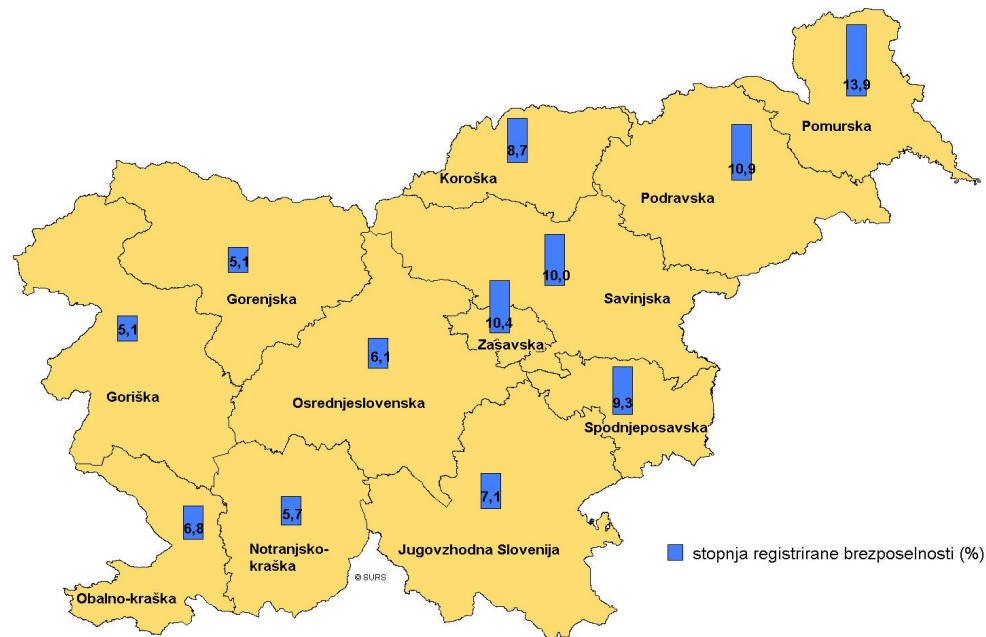 13,9
Pomurska
8,7
Koroška
10,9
Podravska
5,1
Gorenjska
10,0
Savinjska
10,4
Zasavska
5,1
Goriška
6,1
Osrednjeslovenska
9,3
Spodnjeposavska
7,1
Jugovzhodna Slovenija
5,7
Notranjsko-
kraška
6,8
Obalno-kraška
© SURS
stopnja registrirane brezposelnosti (%)